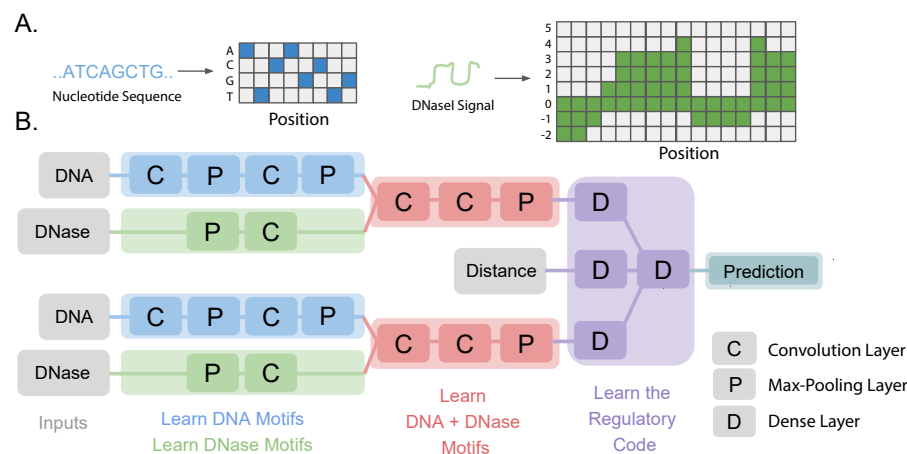 A.
..ATCAGCTG..
Nucleotide Sequence
A
C
G
T
Position
DNaseI Signal
5
4
3
2
1
0
-1
-2
Position
B.
DNA
C P C P
DNase
P C
C C P
D
Distance
D D
Prediction
DNA
C P C P
DNase
P C
C C P
D
C Convolution Layer
P Max-Pooling Layer
D Dense Layer
Inputs
Learn DNA Motifs
Learn DNase Motifs
Learn
DNA + DNase
Motifs
Learn the
Regulatory
Code